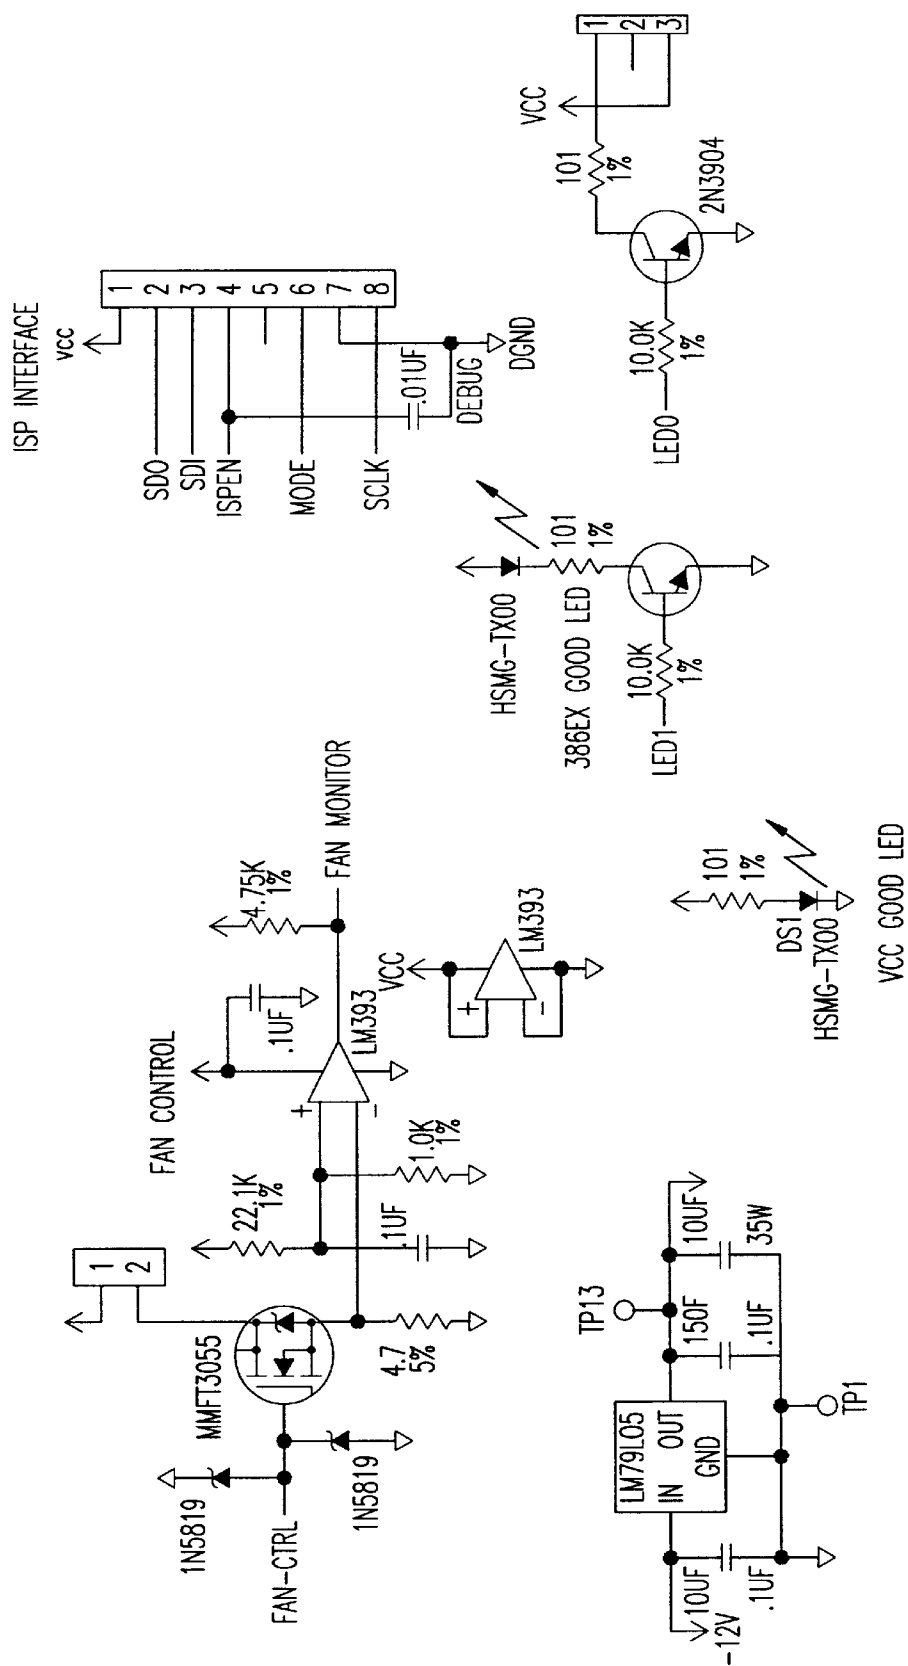 ISP INTERFACE
VCC
1
2
3
4
5
6
7
8
SDO
SDI
ISPEN
MODE
SCLK
.01UF
DEBUG
DGND
VCC
1
2
3
101
1%
2N3904
10.0K
1%
LED0
HSMG-TX00
101
1%
386EX GOOD LED
10.0K
1%
LED1
101
1%
DS1
HSMG-TX00
VCC GOOD LED
FAN CONTROL
1
2
MMFT3055
1N5819
1N5819
FAN-CTRL
4.7
5%
22.1K
1%
.1UF
1.0K
1%
+
-
LM393
.1UF
4.75K
1%
FAN MONITOR
VCC
+
-
LM393
-12V
10UF
.1UF
LM79L05
IN OUT
GND
TP1
TP13
150F
.1UF
10UF
35W